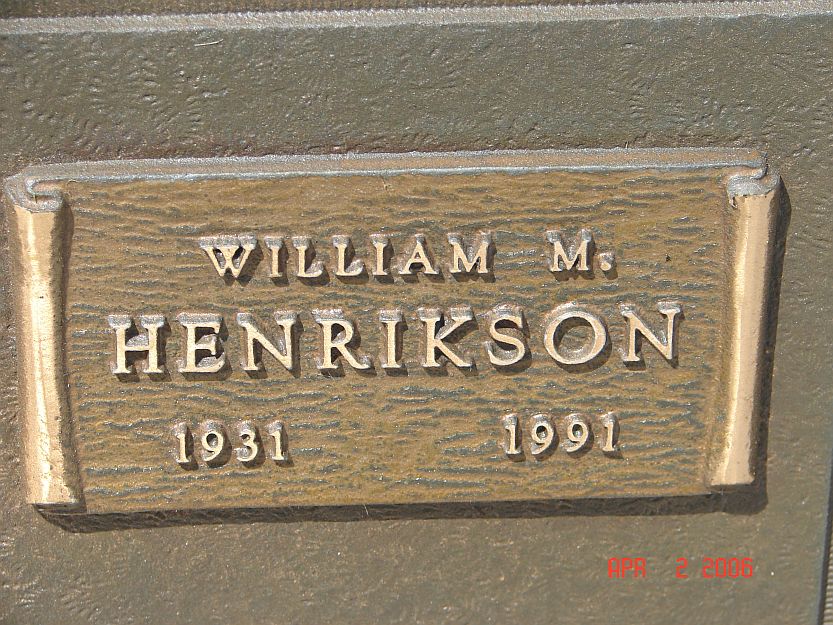 WILLIAM M.
HENRIKSON
1931 1991
APR 2 2006